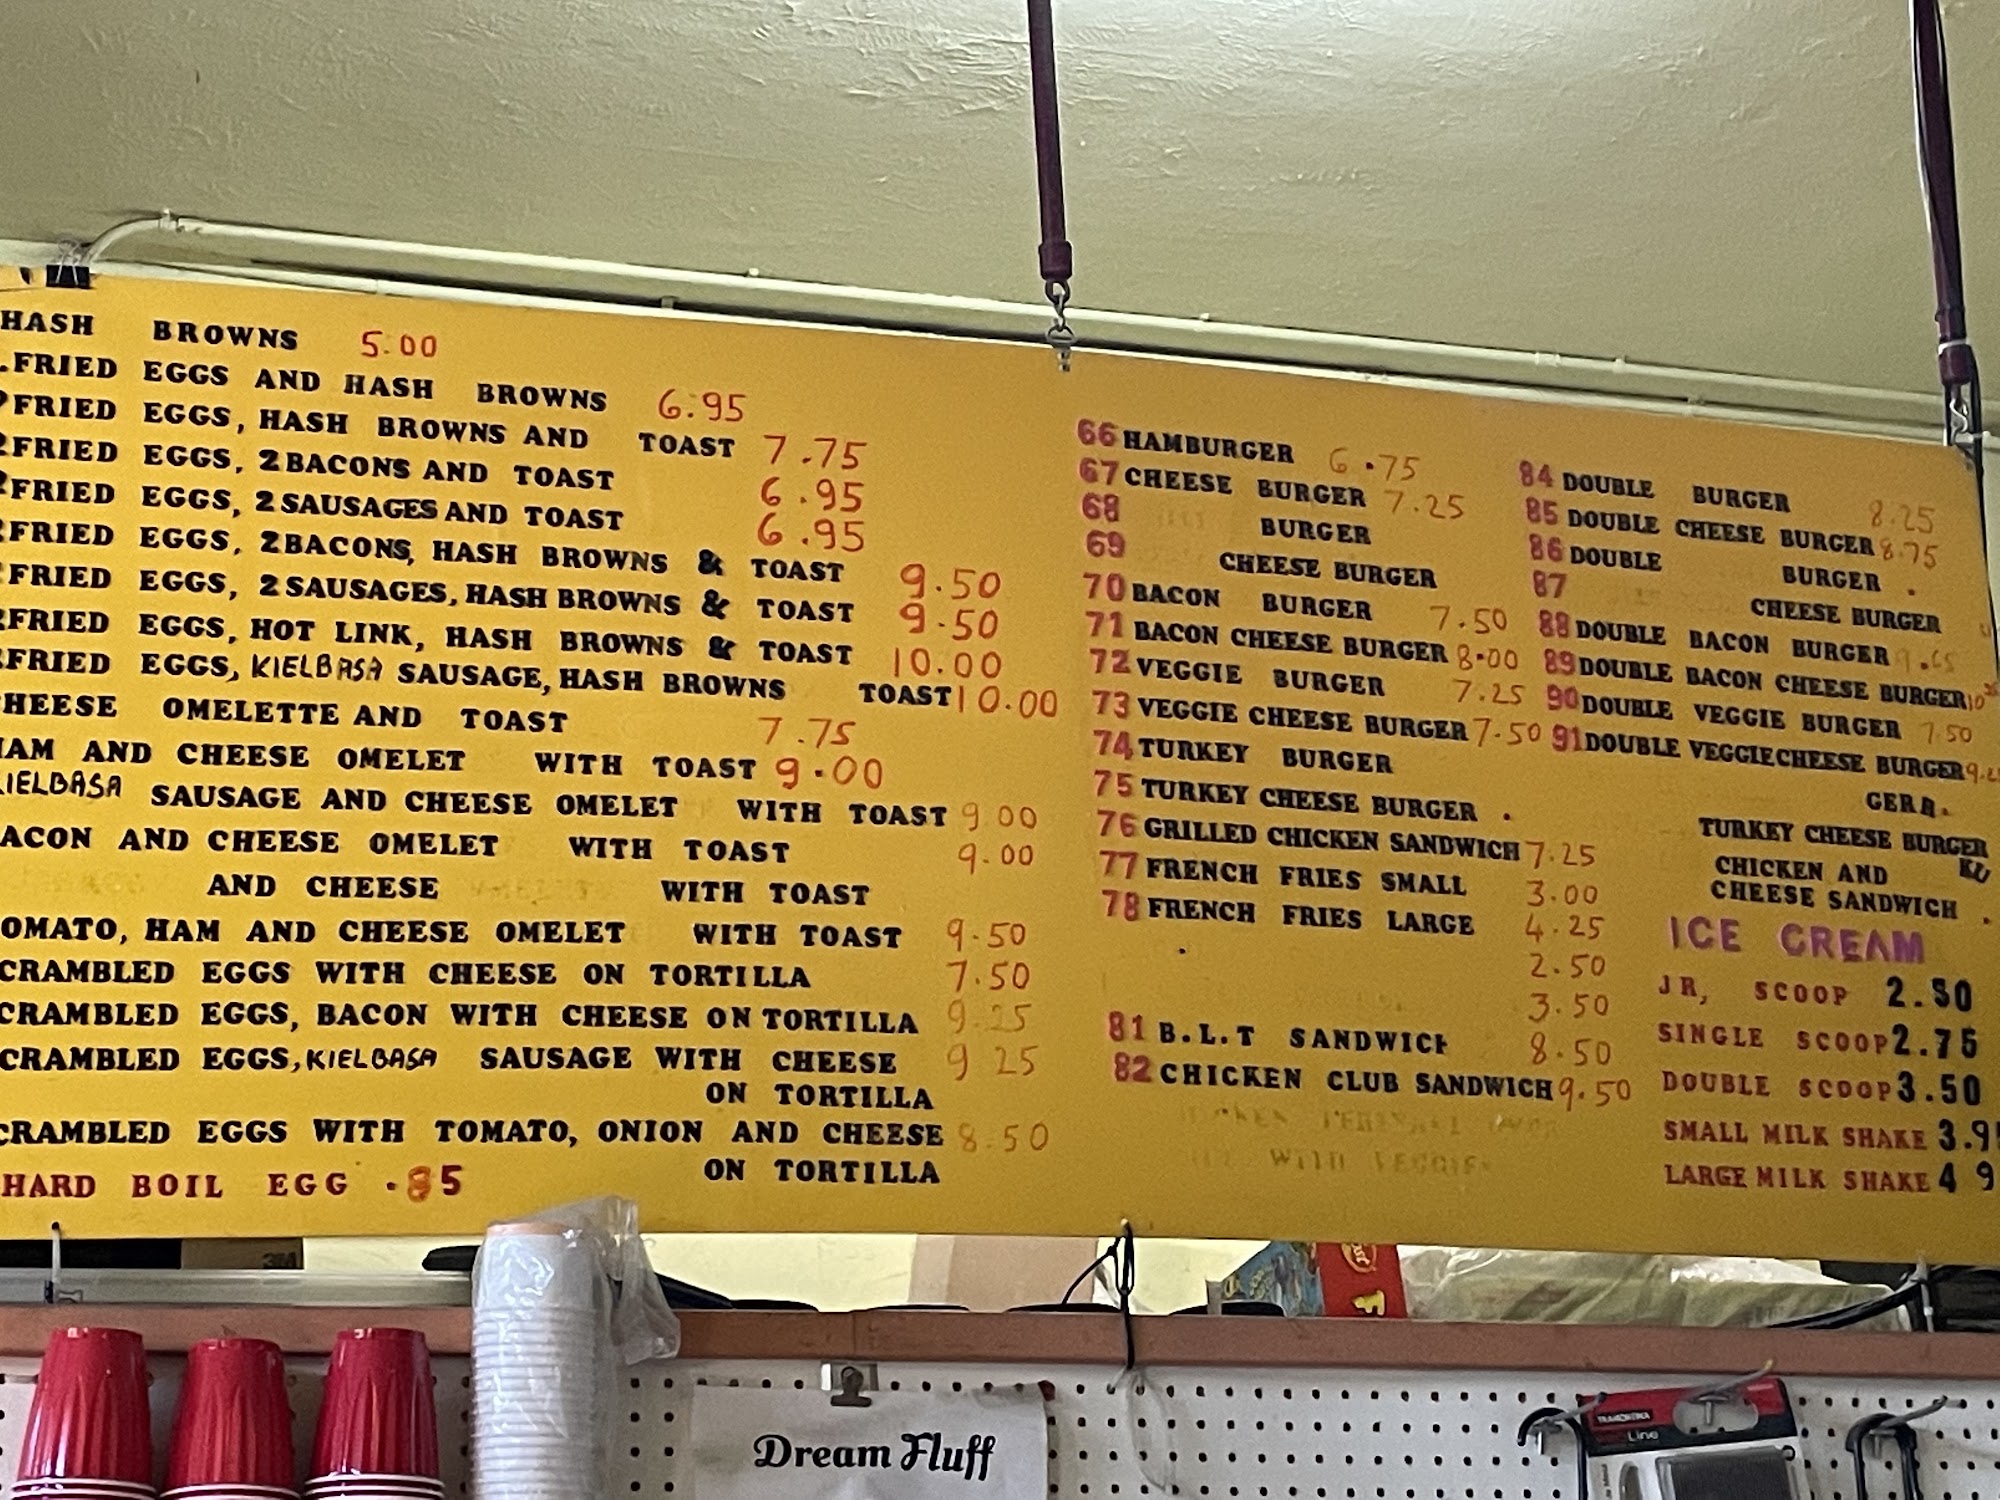 HASH BROWNS 5.00
FRIED EGGS AND HASH BROWNS 6.95
FRIED EGGS, HASH BROWNS AND TOAST 7.75
FRIED EGGS, 2 BACONS AND TOAST 6.95
FRIED EGGS, 2 SAUSAGES AND TOAST 6.95
FRIED EGGS, 2 BACONS, HASH BROWNS & TOAST 9.50
FRIED EGGS, 2 SAUSAGES, HASH BROWNS & TOAST 9.50
FRIED EGGS, HOT LINK, HASH BROWNS & TOAST 10.00
FRIED EGGS, KIELBASA SAUSAGE, HASH BROWNS TOAST 10.00
HEESE OMELETTE AND TOAST 7.75
AM AND CHEESE OMELET WITH TOAST 9.00
IELBASA SAUSAGE AND CHEESE OMELET WITH TOAST 9.00
ACON AND CHEESE OMELET WITH TOAST 9.00
AND CHEESE WITH TOAST
OMATO, HAM AND CHEESE OMELET WITH TOAST 9.50
CRAMBLED EGGS WITH CHEESE ON TORTILLA 7.50
CRAMBLED EGGS, BACON WITH CHEESE ON TORTILLA 9.25
CRAMBLED EGGS, KIELBASA SAUSAGE WITH CHEESE 9 25
ON TORTILLA
CRAMBLED EGGS WITH TOMATO, ONION AND CHEESE 8.50
ON TORTILLA
HARD BOIL EGG .85
66 HAMBURGER 6.75
67 CHEESE BURGER 7.25
68 BURGER
69 CHEESE BURGER
70 BACON BURGER 7.50
71 BACON CHEESE BURGER 8.00
72 VEGGIE BURGER 7.25
73 VEGGIE CHEESE BURGER 7.50
74 TURKEY BURGER
75 TURKEY CHEESE BURGER .
76 GRILLED CHICKEN SANDWICH 7.25
77 FRENCH FRIES SMALL 3.00
78 FRENCH FRIES LARGE 4.25
2.50
3.50
81 B.L.T SANDWICH 8.50
82 CHICKEN CLUB SANDWICH 9.50
84 DOUBLE BURGER 8.25
85 DOUBLE CHEESE BURGER 8.75
86 DOUBLE BURGER .
87 CHEESE BURGER
88 DOUBLE BACON BURGER 9.65
89 DOUBLE BACON CHEESE BURGER 10
90 DOUBLE VEGGIE BURGER 7.50
91 DOUBLE VEGGIE CHEESE BURGER 9.
GER
TURKEY CHEESE BURGER
CHICKEN AND
CHEESE SANDWICH .
ICE CREAM
JR, SCOOP 2.50
SINGLE SCOOP 2.75
DOUBLE SCOOP 3.50
SMALL MILK SHAKE 3.9
LARGE MILK SHAKE 4 9
Dream Fluff
TRAMONTINA
Line